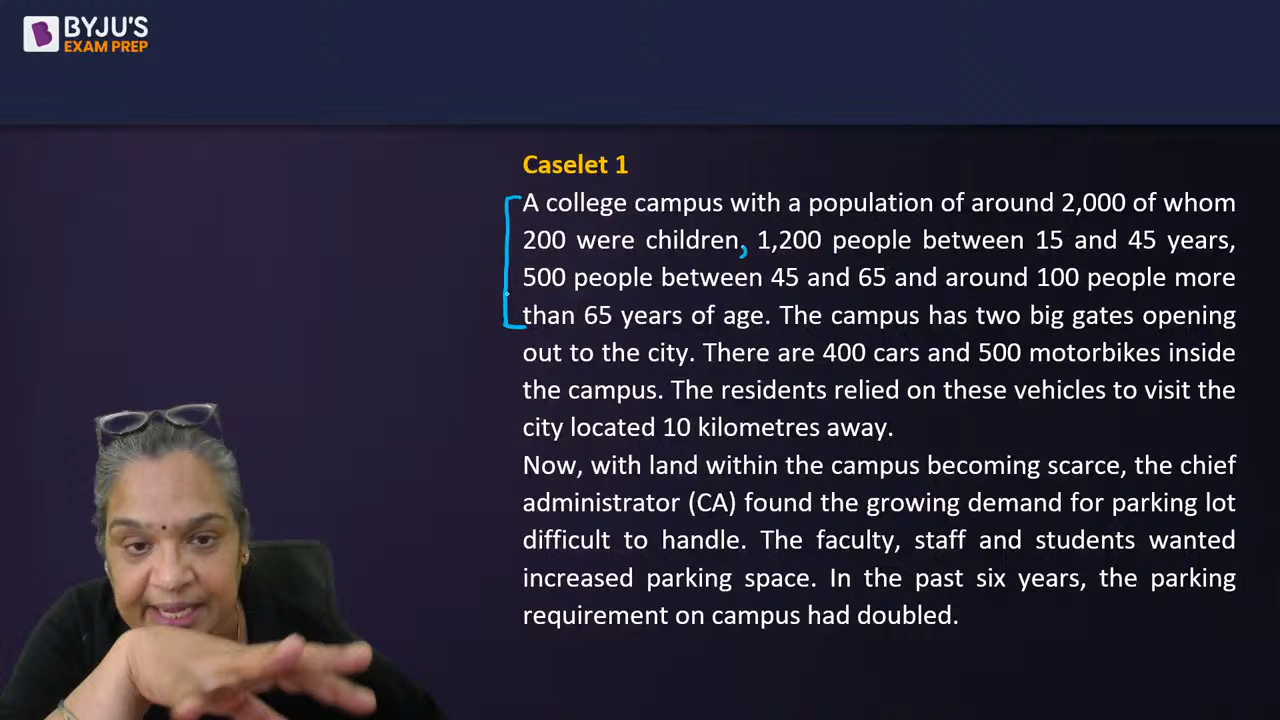 BYJU'S
EXAM PREP
Caselet 1
A college campus with a population of around 2,000 of whom
200 were children, 1,200 people between 15 and 45 years,
500 people between 45 and 65 and around 100 people more
than 65 years of age. The campus has two big gates opening
out to the city. There are 400 cars and 500 motorbikes inside
the campus. The residents relied on these vehicles to visit the
city located 10 kilometres away.
Now, with land within the campus becoming scarce, the chief
administrator (CA) found the growing demand for parking lot
difficult to handle. The faculty, staff and students wanted
increased parking space. In the past six years, the parking
requirement on campus had doubled.